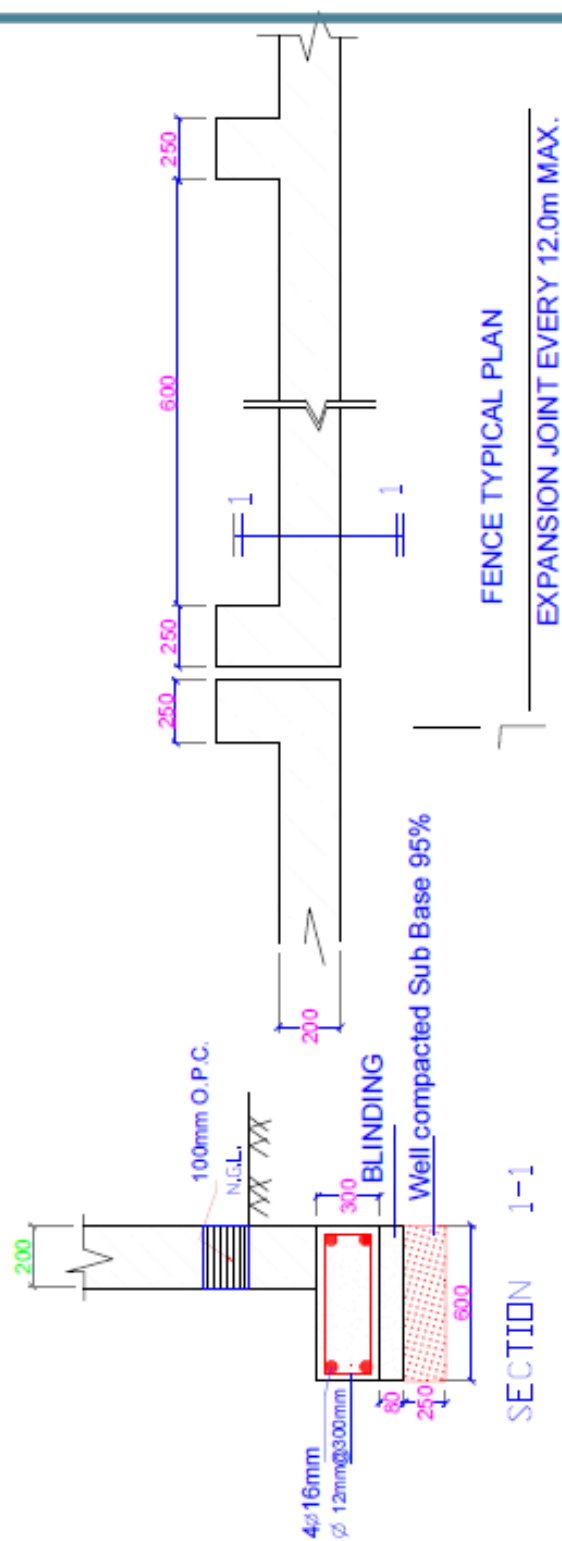 200
100mm O.P.C.
N.G.L.
300
BLINDING
Well compacted Sub Base 95%
4ø16mm
ø 12mm@300mm
80
250
600
SECTION 1-1
250
250
600
250
200
1
1
FENCE TYPICAL PLAN
EXPANSION JOINT EVERY 12.0m MAX.